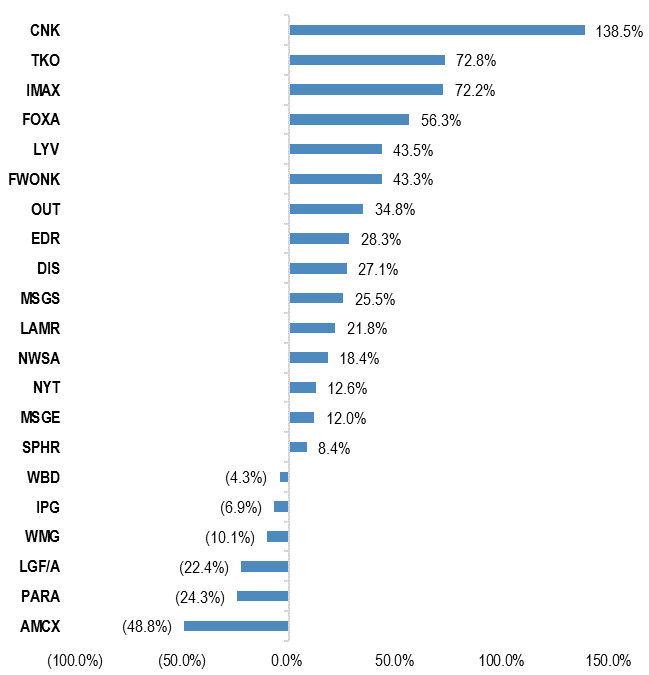 CNK 138.5%
TKO 72.8%
IMAX 72.2%
FOXA 56.3%
LYV 43.5%
FWONK 43.3%
OUT 34.8%
EDR 28.3%
DIS 27.1%
MSGS 25.5%
LAMR 21.8%
NWSA 18.4%
NYT 12.6%
MSGE 12.0%
SPHR 8.4%
WBD (4.3%)
IPG (6.9%)
WMG (10.1%)
LGF/A (22.4%)
PARA (24.3%)
AMCX (48.8%)
(100.0%) (50.0%) 0.0% 50.0% 100.0% 150.0%